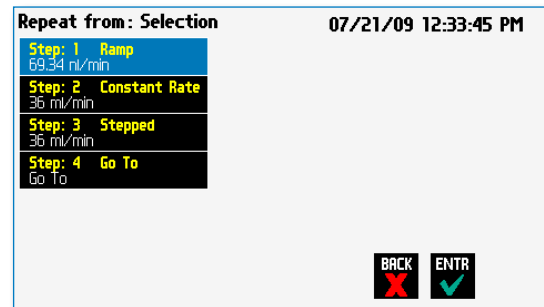 Repeat from: Selection 07/21/09 12:33:45 PM
Step: 1 Ramp
69.34 nl/min
Step: 2 Constant Rate
36 ml/min
Step: 3 Stepped
36 ml/min
Step: 4 Go To
Go To
BACK ENTR